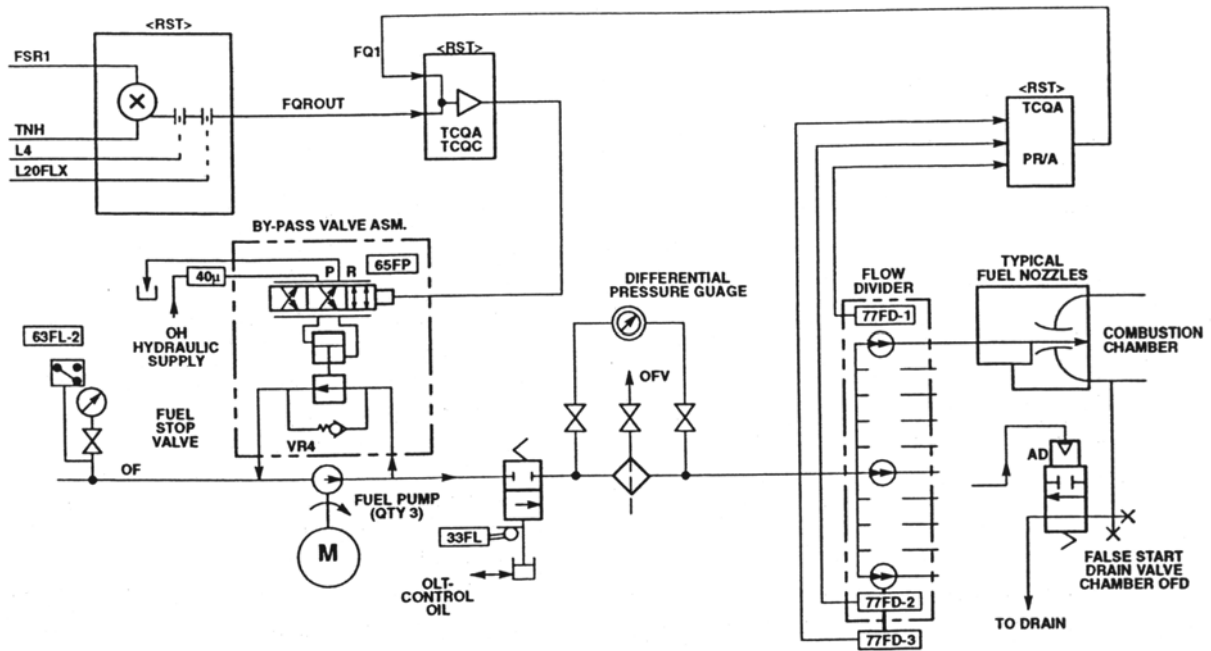 <RST>
FSR1
TNH
L4
L20FLX
FQROUT
FQ1
<RST>
TCQA
TCQC
<RST>
TCQA
PR/A
BY-PASS VALVE ASM.
P R
65FP
40μ
OH
HYDRAULIC
SUPPLY
63FL-2
FUEL
STOP
VALVE
VR4
OF
FUEL PUMP
(QTY 3)
M
33FL
OLT-
CONTROL
OIL
DIFFERENTIAL
PRESSURE GUAGE
OFV
FLOW
DIVIDER
77FD-1
77FD-2
77FD-3
TYPICAL
FUEL NOZZLES
COMBUSTION
CHAMBER
AD
FALSE START
DRAIN VALVE
CHAMBER OFD
TO DRAIN